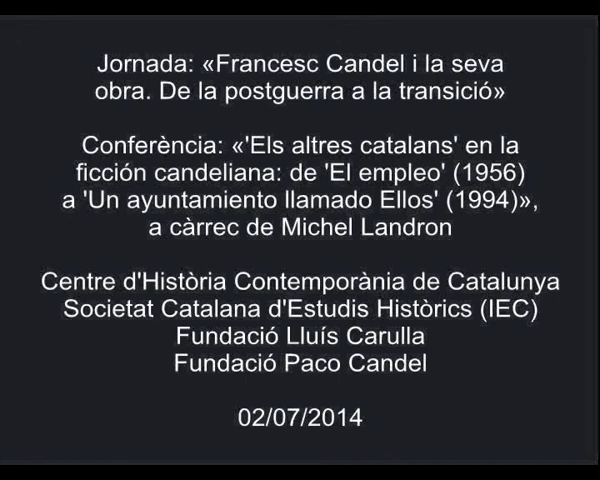 Jornada: «Francesc Candel i la seva
obra. De la postguerra a la transició»
Conferència: «'Els altres catalans' en la
ficción candeliana: de 'El empleo' (1956)
a 'Un ayuntamiento llamado Ellos' (1994)»,
a càrrec de Michel Landron
Centre d'Història Contemporània de Catalunya
Societat Catalana d'Estudis Històrics (IEC)
Fundació Lluís Carulla
Fundació Paco Candel
02/07/2014